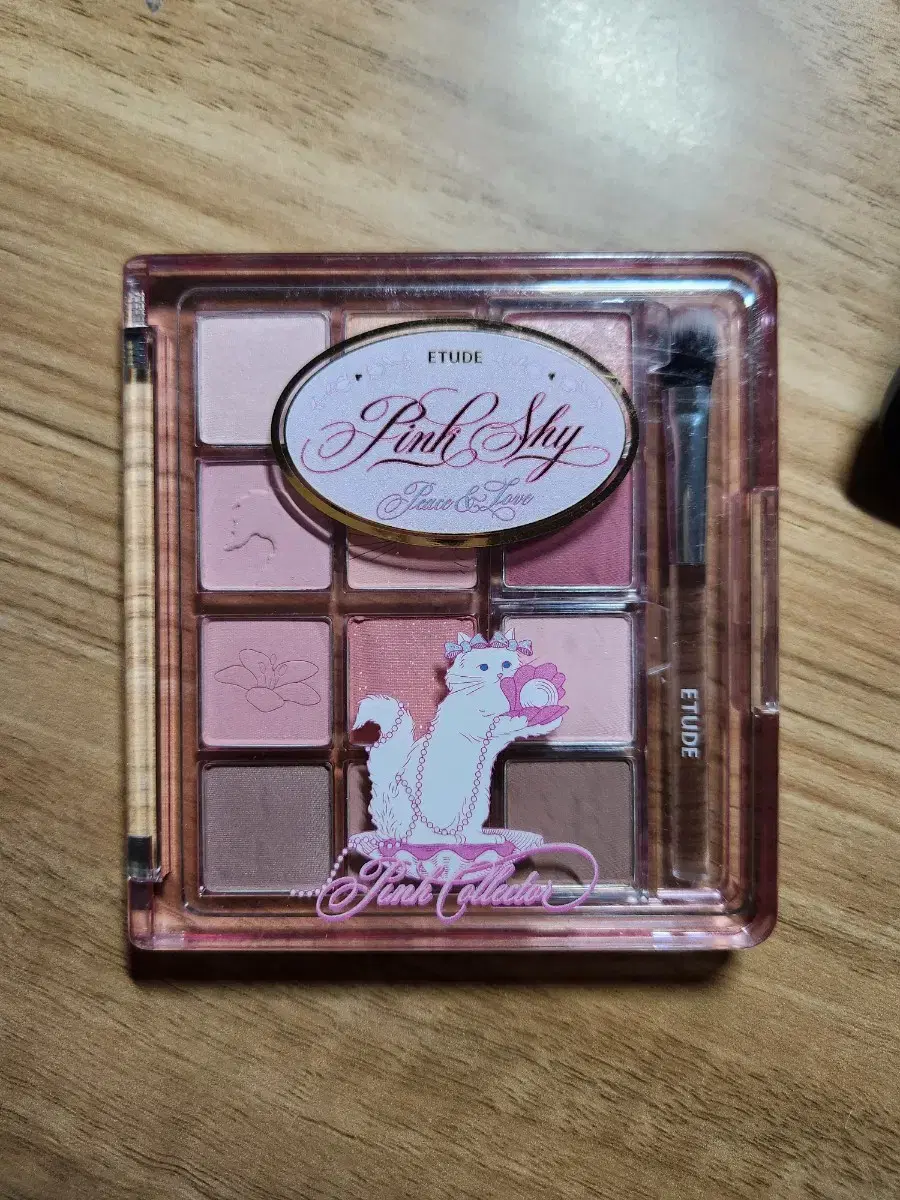 ETUDE
Pink Shy
Peace & Love
ETUDE
Pink Collector